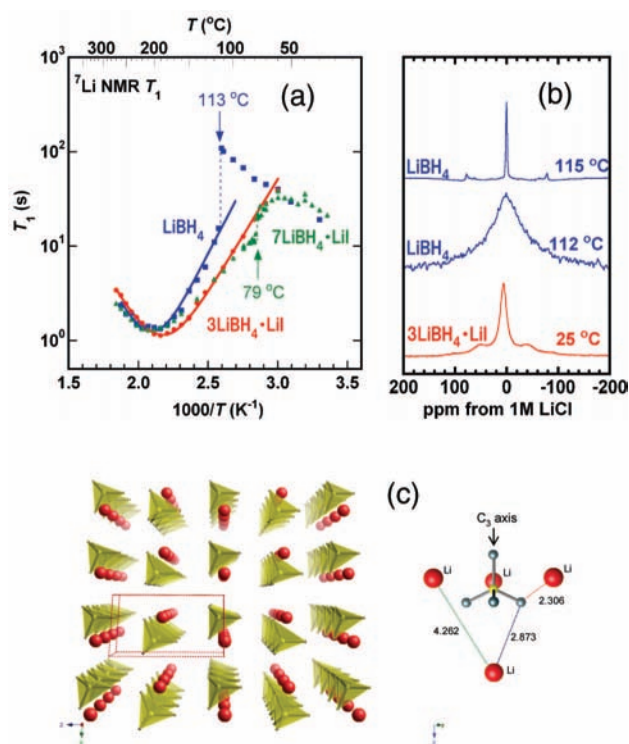 T (°C)
200 100 50
(a)
⁷Li NMR T₁
10³
10²
10¹
10⁰
T₁ (s)
113 °C
LiBH₄
7LiBH₄·LiI
79 °C
3LiBH₄·LiI
1.5 2.0 2.5 3.0 3.5
1000/T (K⁻¹)
(b)
LiBH₄ 115 °C
LiBH₄ 112 °C
3LiBH₄·LiI 25 °C
200 100 0 -100 -200
ppm from 1M LiCl
(c)
C₃ axis
Li
Li
Li
2.306
4.262
2.873
Li